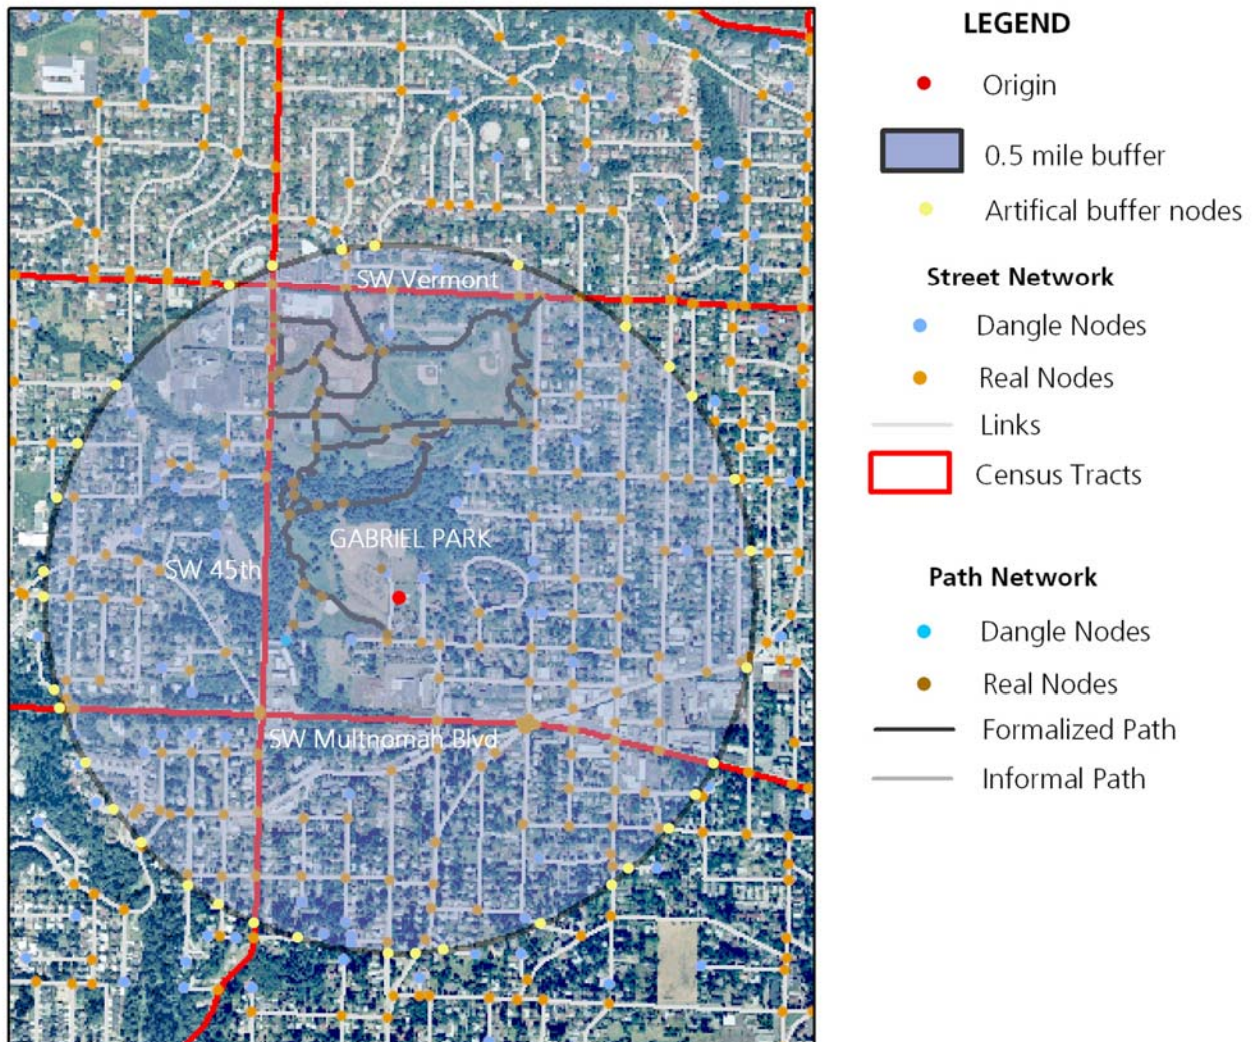 LEGEND
Origin
0.5 mile buffer
Artifical buffer nodes
Street Network
Dangle Nodes
Real Nodes
Links
Census Tracts
Path Network
Dangle Nodes
Real Nodes
Formalized Path
Informal Path
SW Vermont
GABRIEL PARK
SW 45th
SW Multnomah Blvd